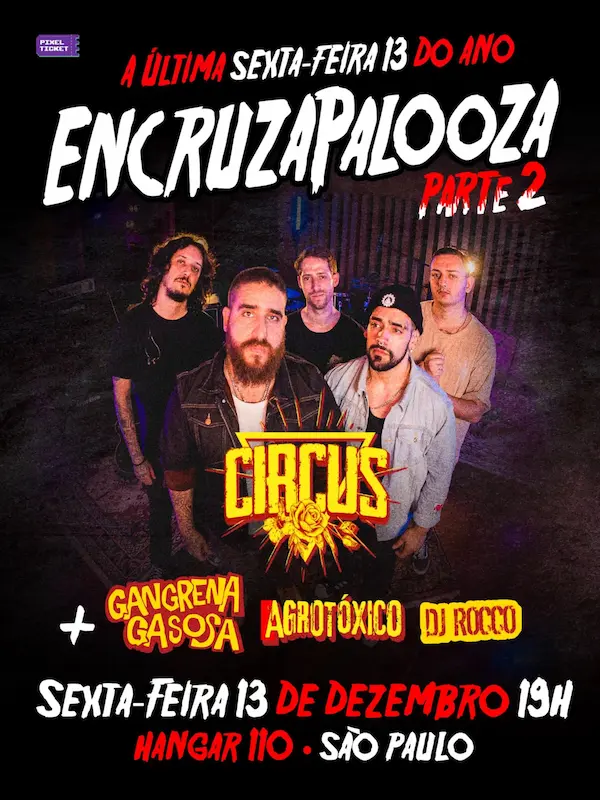 PIXEL
TICKET
A ÚLTIMA SEXTA-FEIRA 13 DO ANO
ENCRUZAPALOOZA
PARTE 2
CIRCUS
+ GANGRENA
GASOSA
AGROTÓXICO
DJ ROCCO
SEXTA-FEIRA 13 DE DEZEMBRO 19H
HANGAR 110 • SÃO PAULO